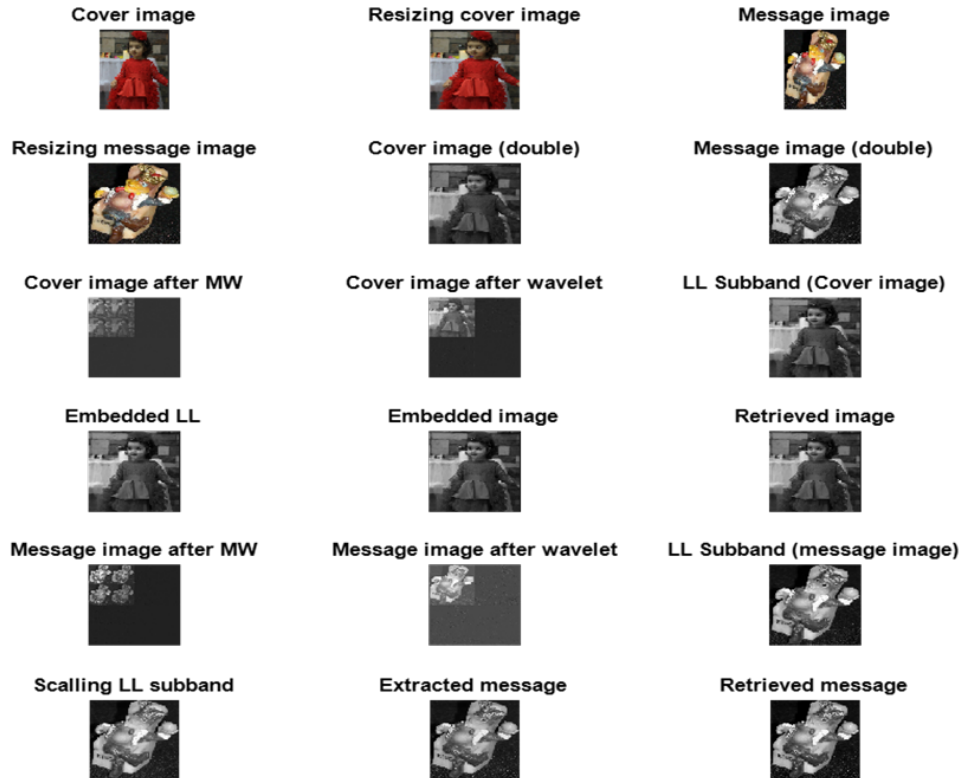 Cover image
Resizing cover image
Message image
Resizing message image
Cover image (double)
Message image (double)
Cover image after MW
Cover image after wavelet
LL Subband (Cover image)
Embedded LL
Embedded image
Retrieved image
Message image after MW
Message image after wavelet
LL Subband (message image)
Scalling LL subband
Extracted message
Retrieved message